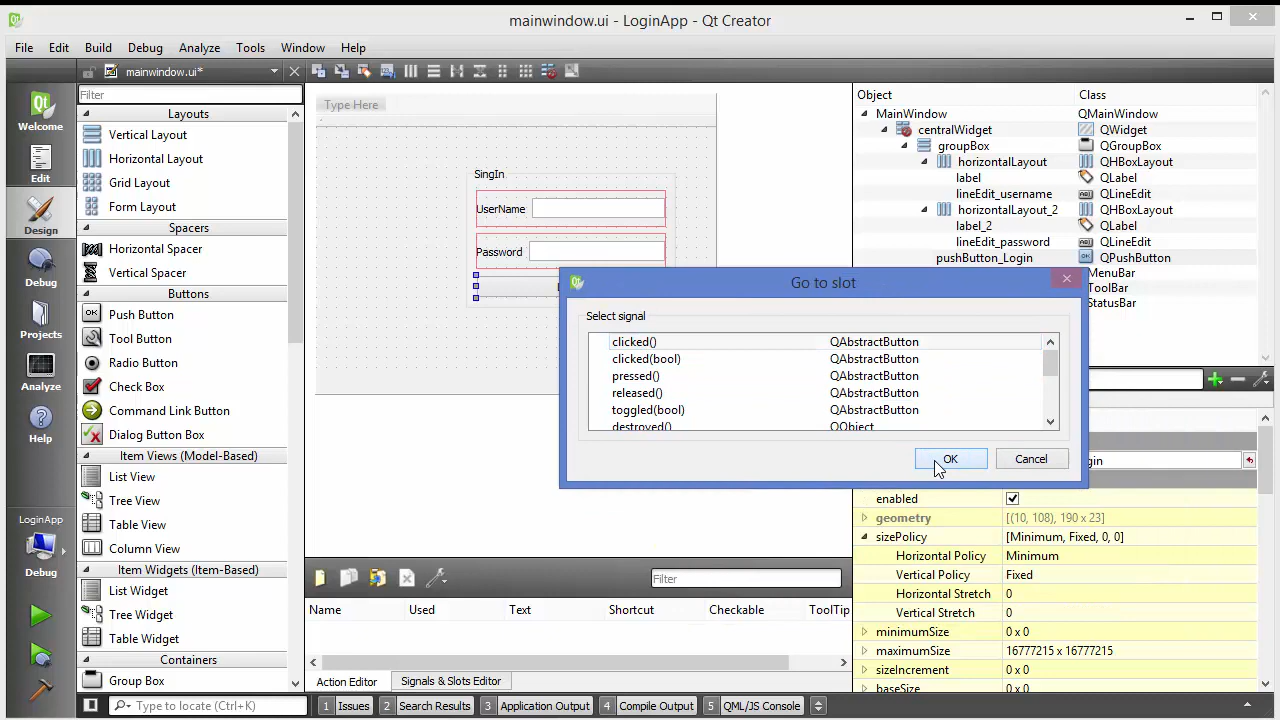 mainwindow.ui - LoginApp - Qt Creator
File Edit Build Debug Analyze Tools Window Help
mainwindow.ui*
Filter
Layouts
Vertical Layout
Horizontal Layout
Grid Layout
Form Layout
Spacers
Horizontal Spacer
Vertical Spacer
Buttons
Push Button
Tool Button
Radio Button
Check Box
Command Link Button
Dialog Button Box
Item Views (Model-Based)
List View
Tree View
Table View
Column View
Item Widgets (Item-Based)
List Widget
Tree Widget
Table Widget
Containers
Group Box
Qt
Welcome
Edit
Design
Debug
Projects
Analyze
Help
LoginApp
Debug
Type Here
SingIn
UserName
Password
Object Class
MainWindow QMainWindow
centralWidget QWidget
groupBox QGroupBox
horizontalLayout QHBoxLayout
label QLabel
lineEdit_username QLineEdit
horizontalLayout_2 QHBoxLayout
label_2 QLabel
lineEdit_password QLineEdit
pushButton_Login QPushButton
MenuBar
ToolBar
StatusBar
Go to slot
Select signal
clicked() QAbstractButton
clicked(bool) QAbstractButton
pressed() QAbstractButton
released() QAbstractButton
toggled(bool) QAbstractButton
destroyed() QObject
OK Cancel
gin
enabled
geometry [(10, 108), 190 x 23]
sizePolicy [Minimum, Fixed, 0, 0]
Horizontal Policy Minimum
Vertical Policy Fixed
Horizontal Stretch 0
Vertical Stretch 0
minimumSize 0 x 0
maximumSize 16777215 x 16777215
sizeIncrement 0 x 0
baseSize 0 x 0
Filter
Name Used Text Shortcut Checkable ToolTip
Action Editor Signals & Slots Editor
Type to locate (Ctrl+K)
1 Issues 2 Search Results 3 Application Output 4 Compile Output 5 QML/JS Console